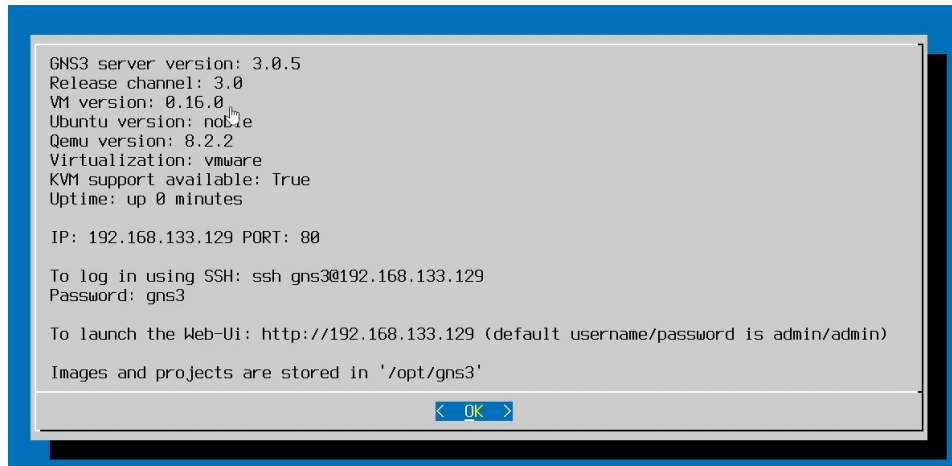 GNS3 server version: 3.0.5
Release channel: 3.0
VM version: 0.16.0
Ubuntu version: noble
Qemu version: 8.2.2
Virtualization: vmware
KVM support available: True
Uptime: up 0 minutes
IP: 192.168.133.129 PORT: 80
To log in using SSH: ssh gns3@192.168.133.129
Password: gns3
To launch the Web-Ui: http://192.168.133.129 (default username/password is admin/admin)
Images and projects are stored in '/opt/gns3'
< OK >